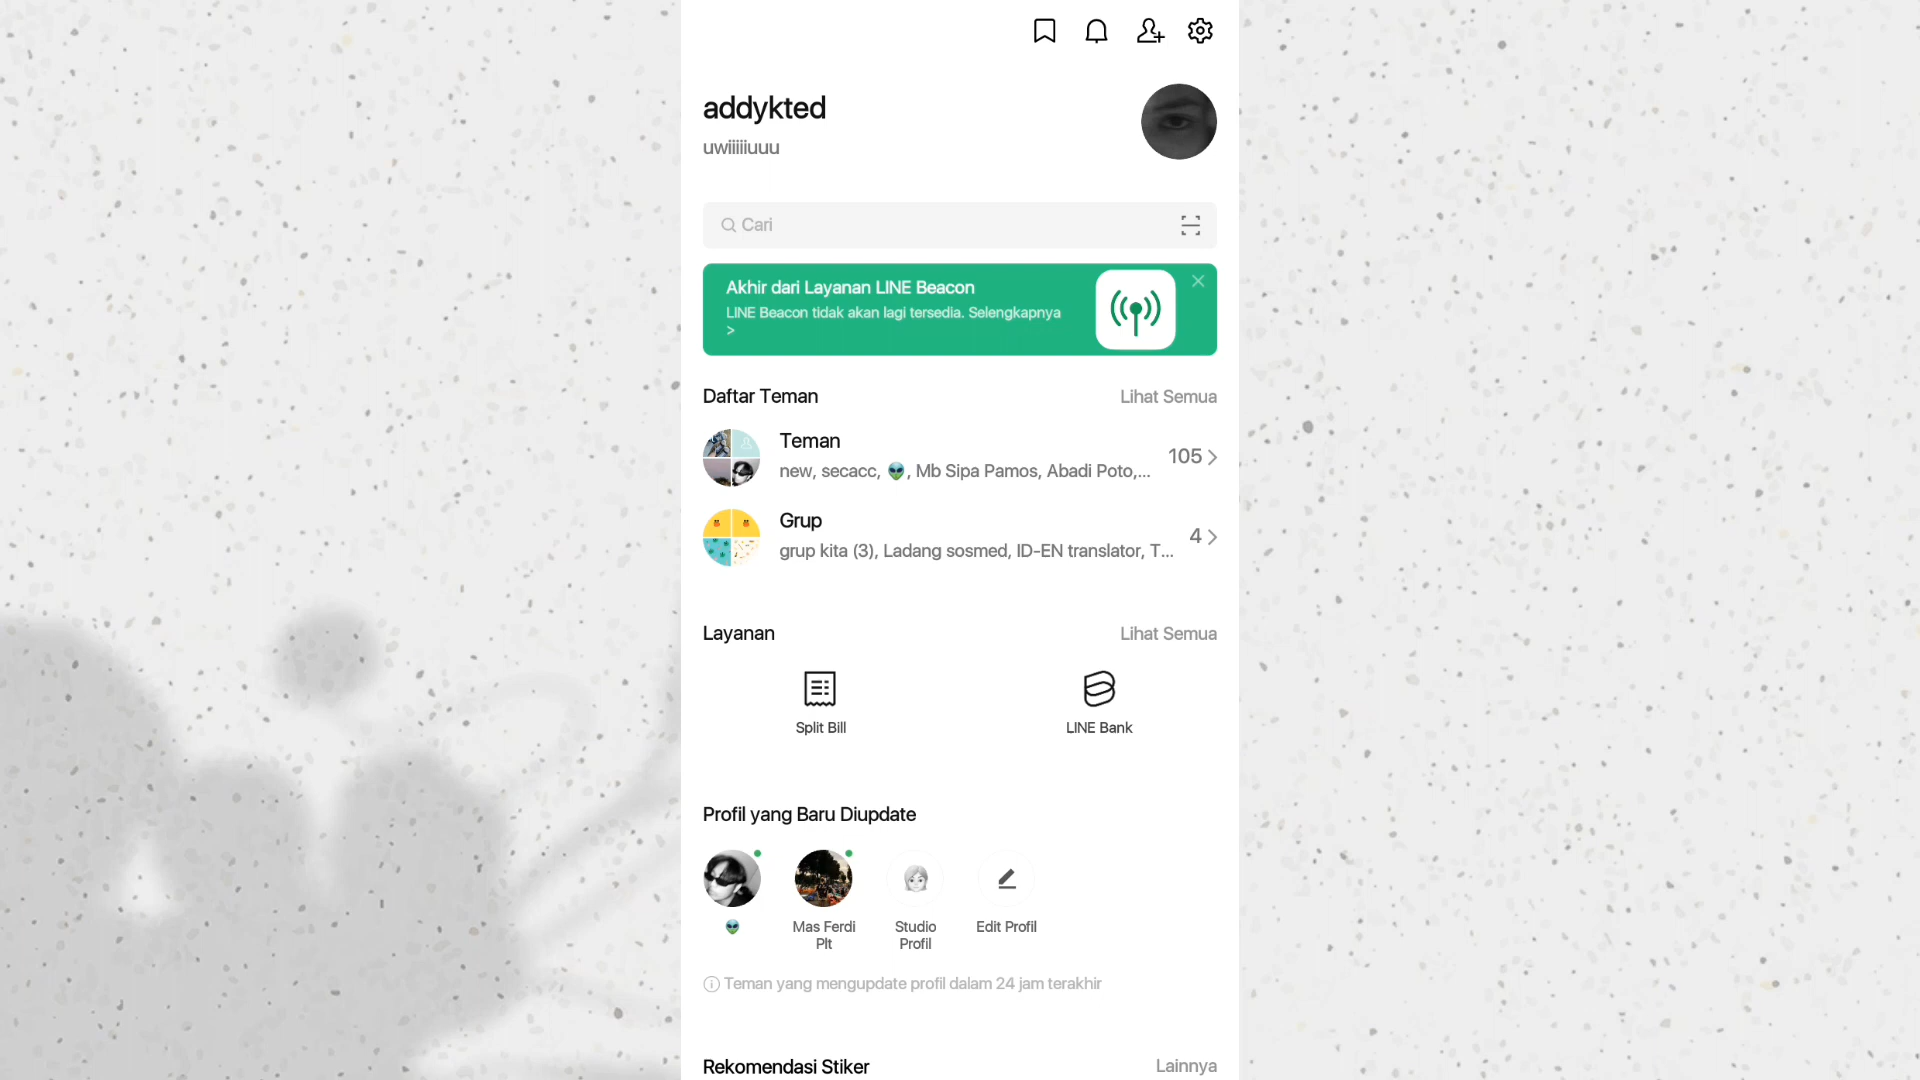 addykted
uwiiiiiuuu
Cari
Akhir dari Layanan LINE Beacon
LINE Beacon tidak akan lagi tersedia. Selengkapnya
>
Daftar Teman
Lihat Semua
Teman
new, secacc, 👽, Mb Sipa Pamos, Abadi Poto,...
105
Grup
grup kita (3), Ladang sosmed, ID-EN translator, T...
4
Layanan
Lihat Semua
Split Bill
LINE Bank
Profil yang Baru Diupdate
👽
Mas Ferdi
Plt
Studio
Profil
Edit Profil
Teman yang mengupdate profil dalam 24 jam terakhir
Rekomendasi Stiker
Lainnya